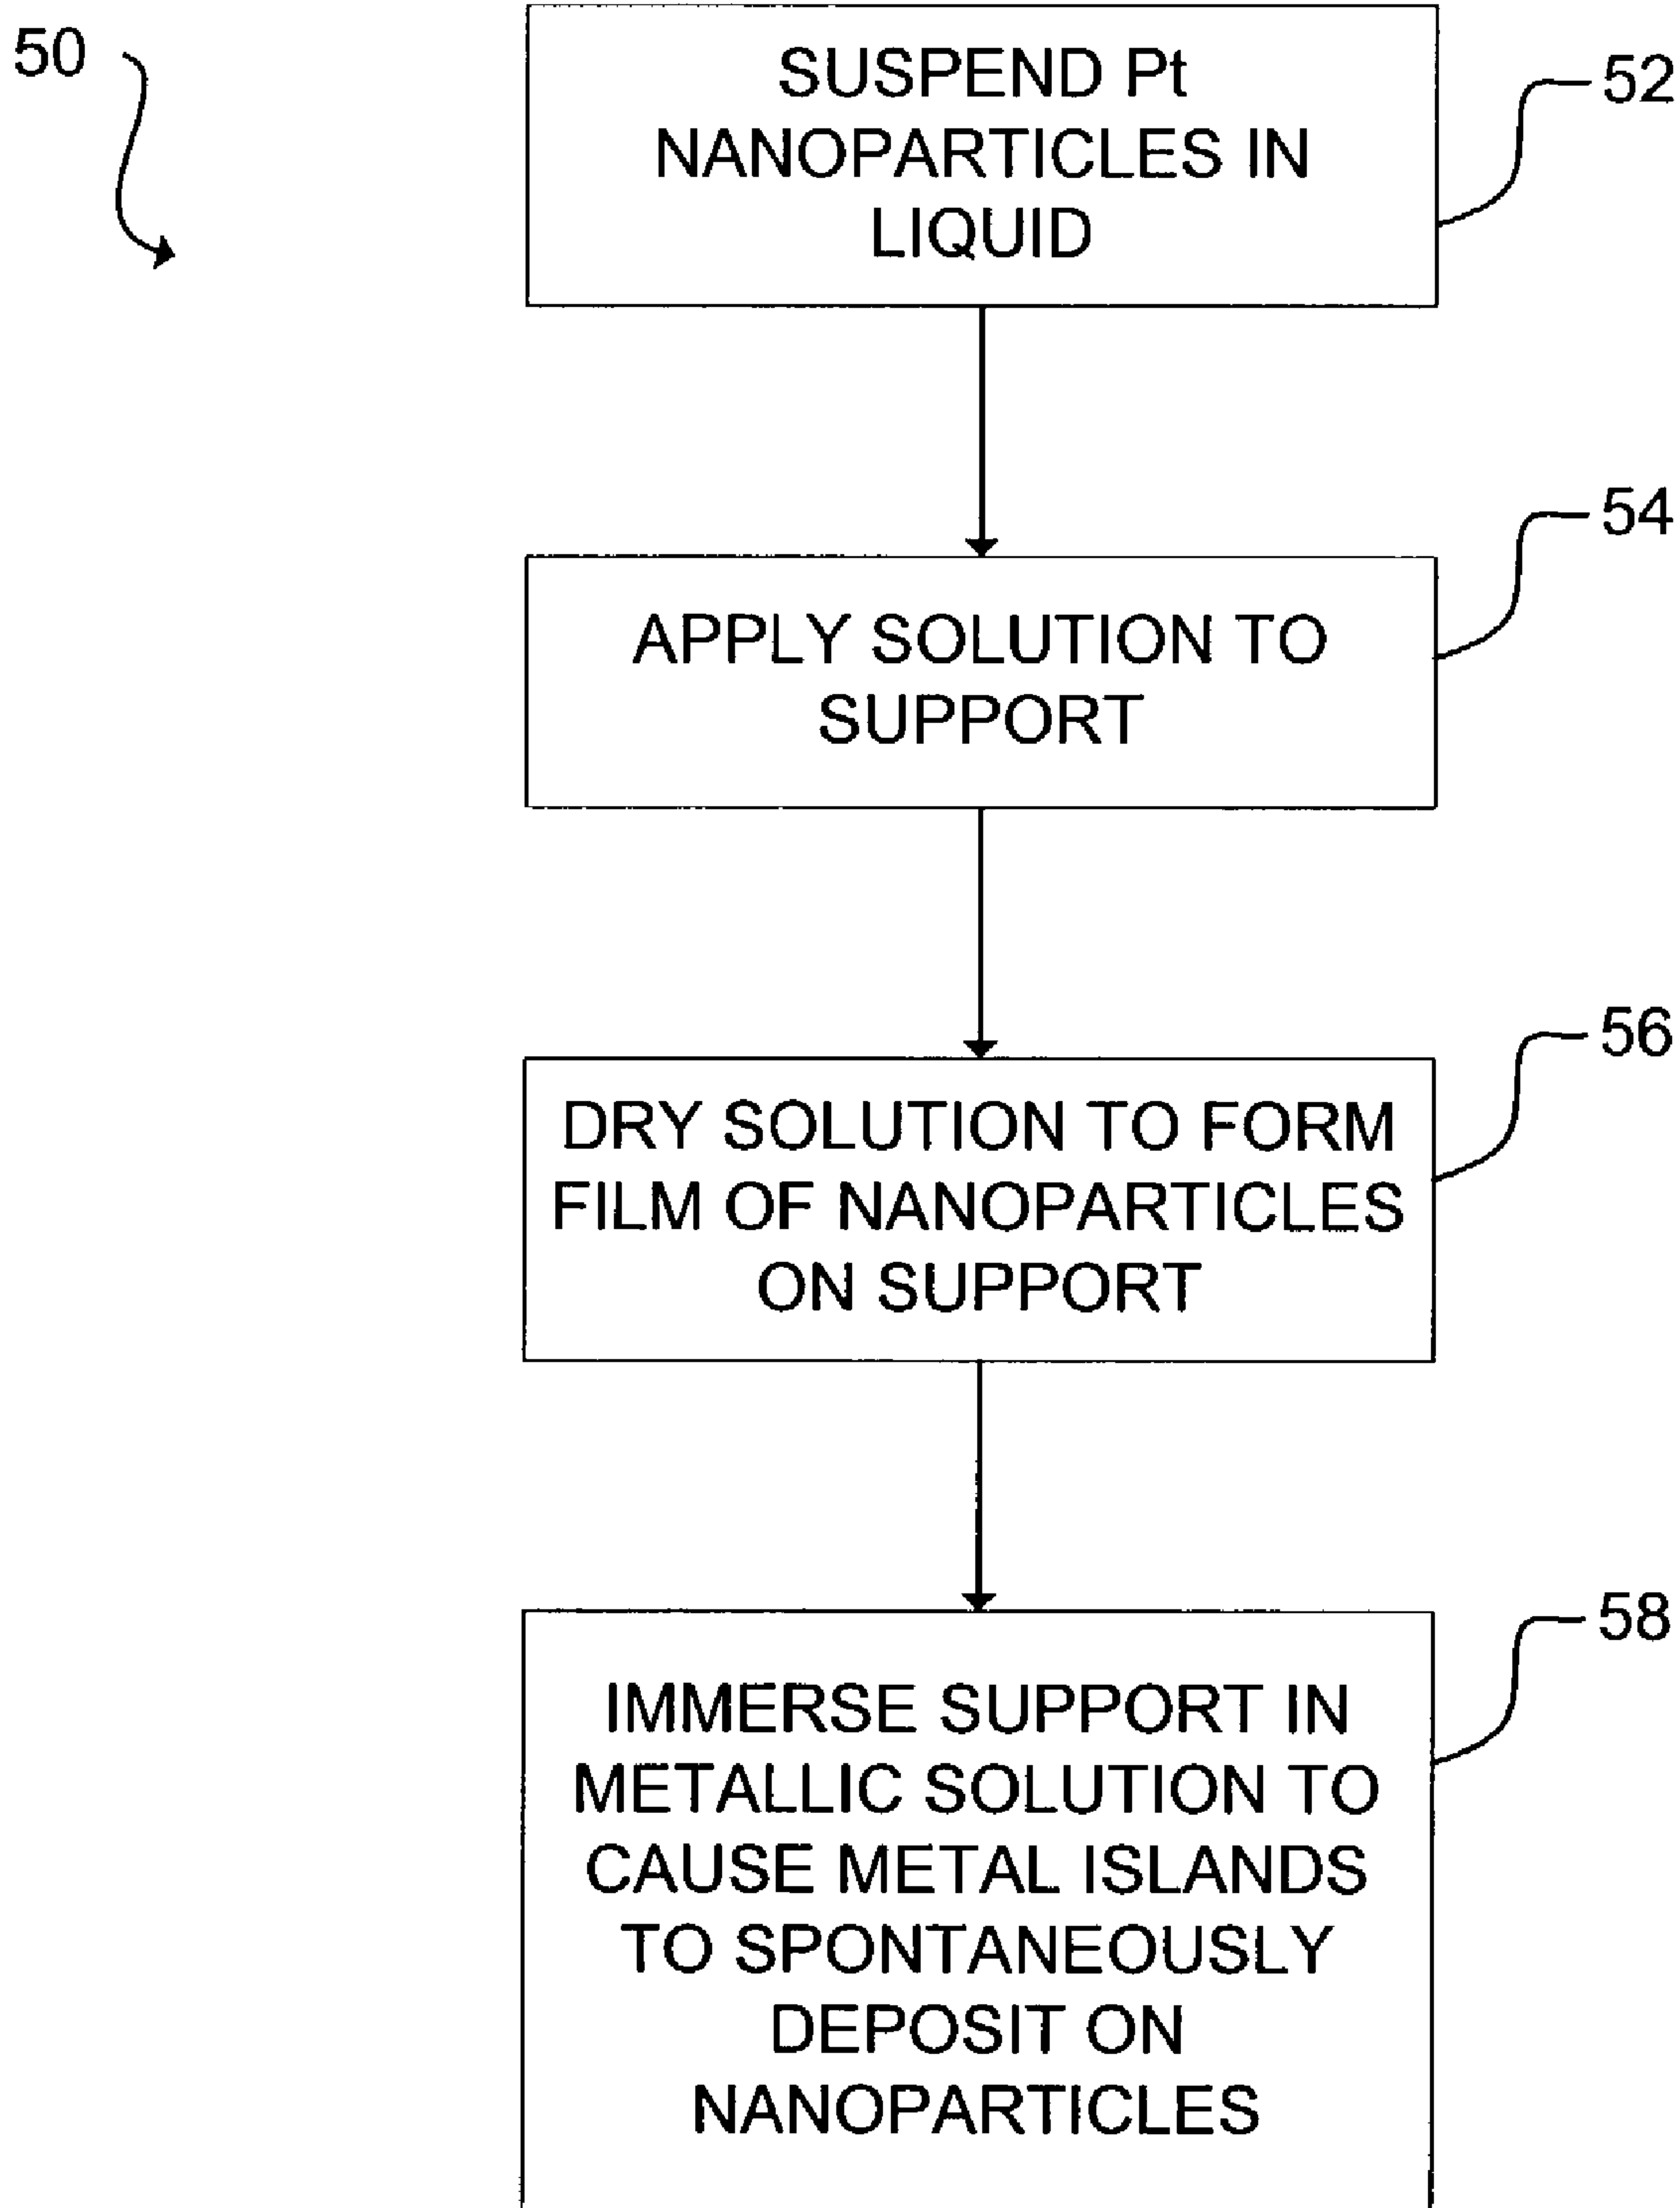 50
SUSPEND Pt
NANOPARTICLES IN
LIQUID
52
APPLY SOLUTION TO
SUPPORT
54
DRY SOLUTION TO FORM
FILM OF NANOPARTICLES
ON SUPPORT
56
IMMERSE SUPPORT IN
METALLIC SOLUTION TO
CAUSE METAL ISLANDS
TO SPONTANEOUSLY
DEPOSIT ON
NANOPARTICLES
58